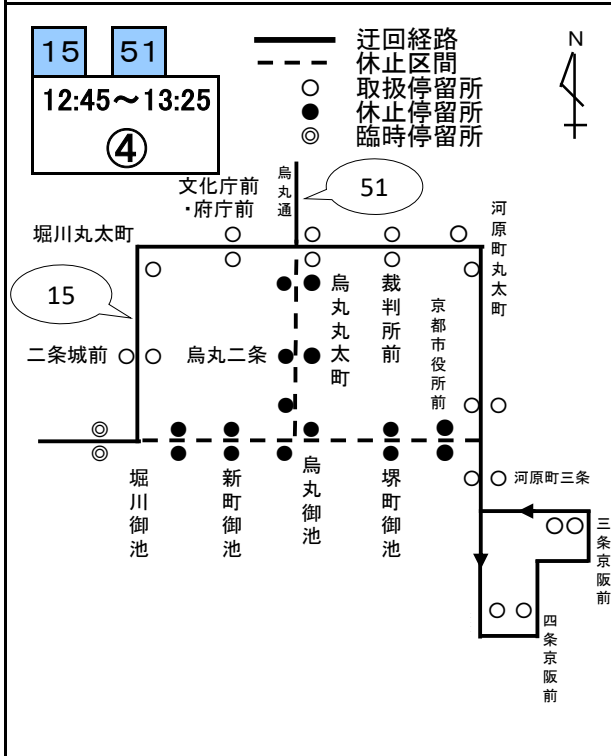 15 51
12:45～13:25
④
迂回経路
休止区間
取扱停留所
休止停留所
臨時停留所
N
文化庁前
・府庁前
烏丸通
51
堀川丸太町
河原町丸太町
15
烏丸丸太町
裁判所前
京都市役所前
二条城前
烏丸二条
堀川御池
新町御池
烏丸御池
堺町御池
河原町三条
三条京阪前
四条京阪前